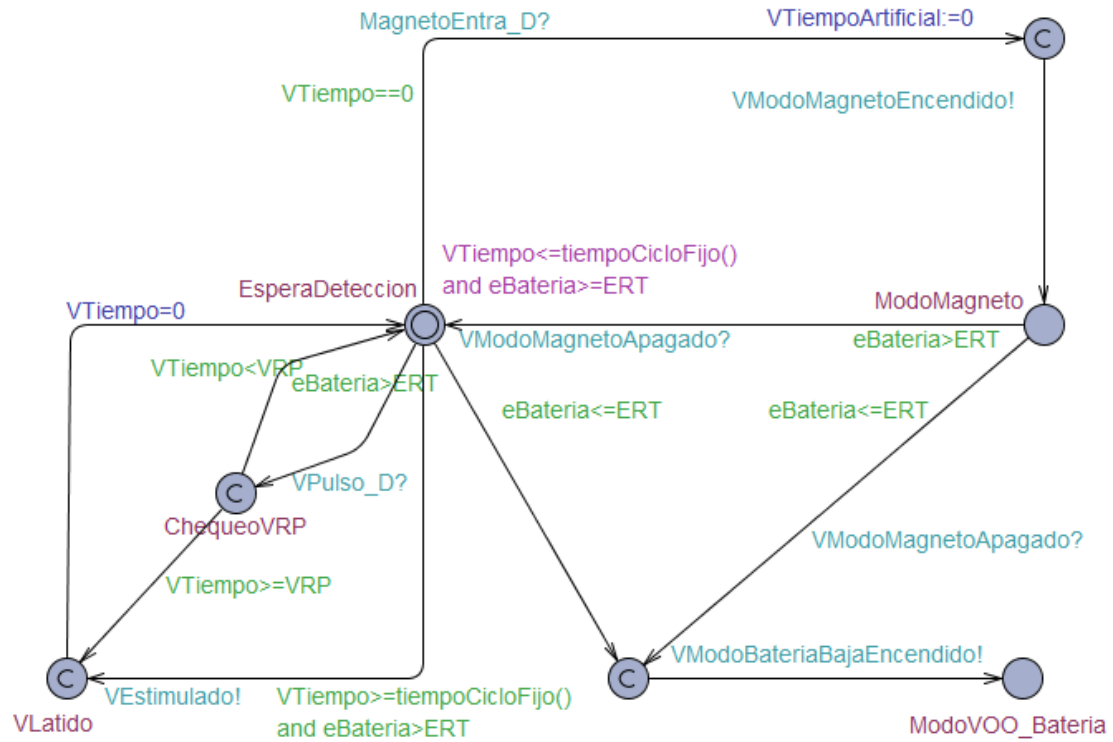 MagnetoEntra_D?
VTiempoArtificial:=0
C
VTiempo==0
VModoMagnetoEncendido!
VTiempo<=tiempoCicloFijo()
and eBateria>=ERT
EsperaDeteccion
ModoMagneto
VTiempo=0
VModoMagnetoApagado?
eBateria>ERT
VTiempo<VRP
eBateria>ERT
eBateria<=ERT
eBateria<=ERT
VPulso_D?
C
ChequeoVRP
VModoMagnetoApagado?
VTiempo>=VRP
C
C
VModoBateriaBajaEncendido!
VEstimulado!
VTiempo>=tiempoCicloFijo()
and eBateria>ERT
VLatido
ModoVOO_Bateria